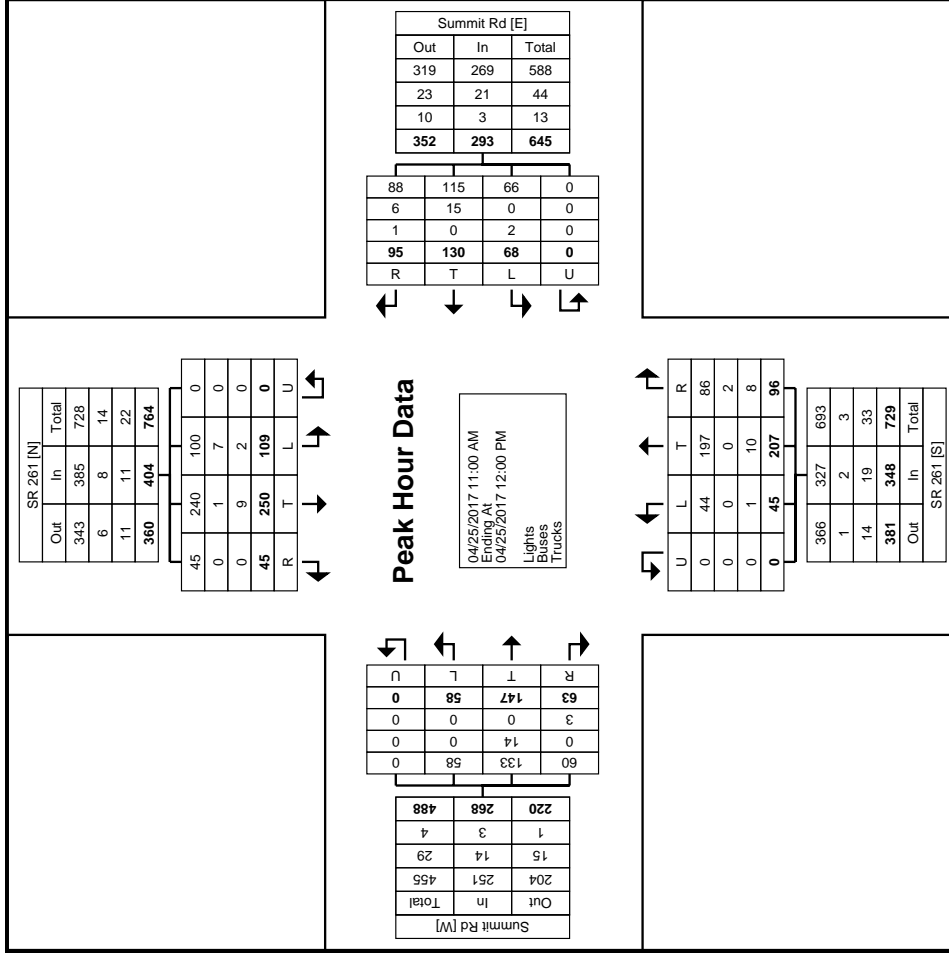 Summit Rd [E]
Out In Total
319 269 588
23 21 44
10 3 13
352 293 645
88 115 66 0
6 15 0 0
1 0 2 0
95 130 68 0
R T L U
SR 261 [N]
Out In Total
343 385 728
6 8 14
11 11 22
360 404 764
45 240 100 0
0 1 7 0
0 9 2 0
45 250 109 0
R T L U
Peak Hour Data
04/25/2017 11:00 AM
Ending At
04/25/2017 12:00 PM
Lights
Buses
Trucks
U L T R
0 44 197 86
0 0 0 2
0 1 10 8
0 45 207 96
366 327 693
1 2 3
14 19 33
381 348 729
Out In Total
SR 261 [S]
R T L U
63 147 58 0
3 0 0 0
0 14 0 0
60 133 58 0
220 268 488
1 3 4
15 14 29
204 251 455
Out In Total
Summit Rd [W]